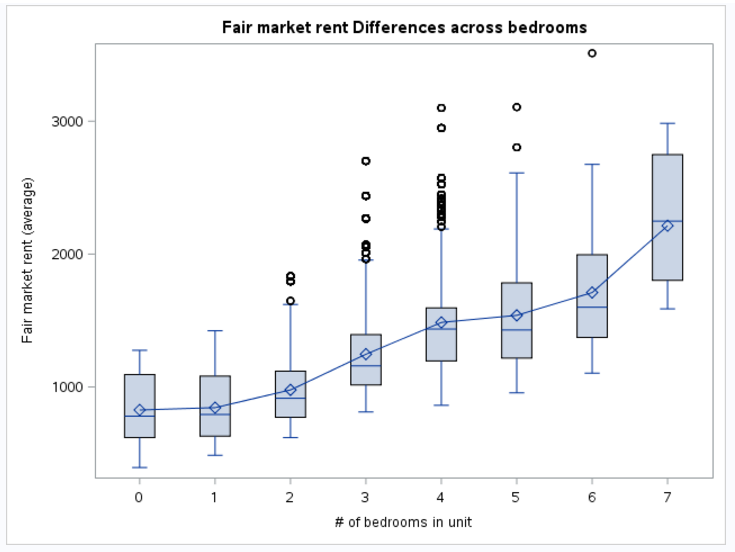 Fair market rent Differences across bedrooms
Fair market rent (average)
3000
2000
1000
0 1 2 3 4 5 6 7
# of bedrooms in unit